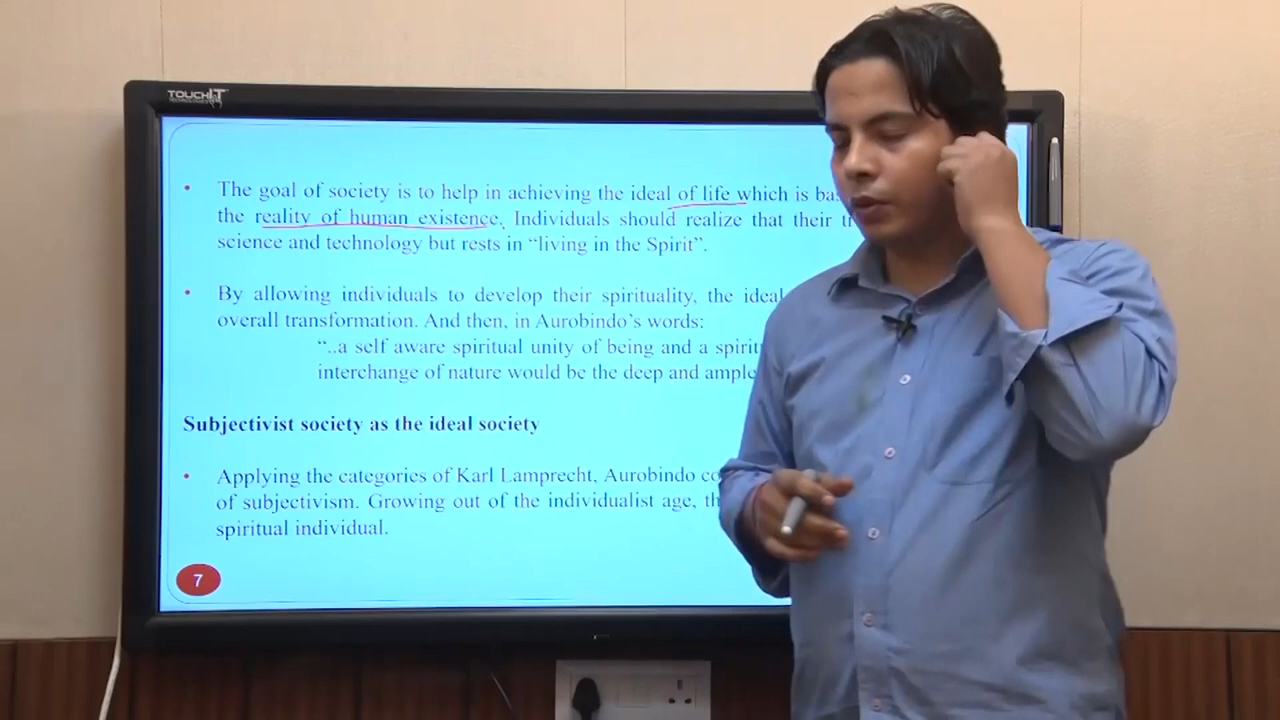 TOUCHIT
• The goal of society is to help in achieving the ideal of life which is
the reality of human existence. Individuals should realize that their
science and technology but rests in “living in the Spirit”.
• By allowing individuals to develop their spirituality, the ideal
overall transformation. And then, in Aurobindo’s words:
“..a self aware spiritual unity of being and a
interchange of nature would be the deep and ample
Subjectivist society as the ideal society
• Applying the categories of Karl Lamprecht, Aurobindo
of subjectivism. Growing out of the individualist age,
spiritual individual.
7